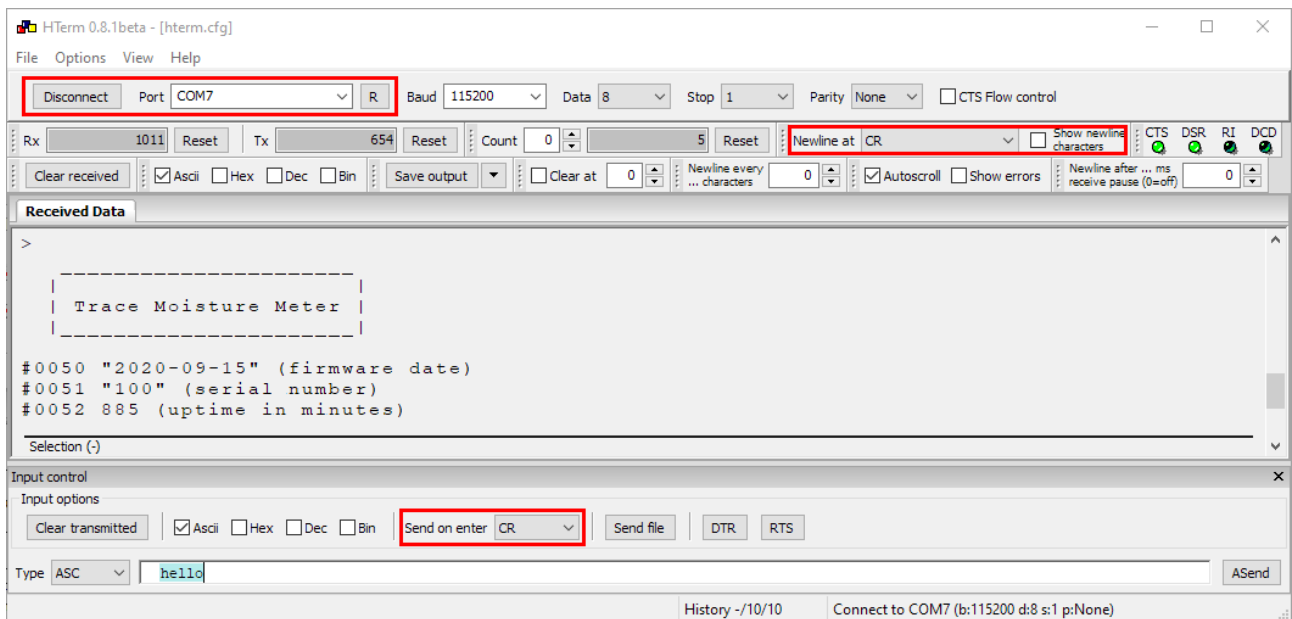 HTerm 0.8.1beta - [hterm.cfg]
File Options View Help
Disconnect Port COM7 R Baud 115200 Data 8 Stop 1 Parity None CTS Flow control
Rx 1011 Reset Tx 654 Reset Count 0 5 Reset Newline at CR Show newline characters CTS DSR RI DCD
Clear received Ascii Hex Dec Bin Save output Clear at 0 Newline every ... characters 0 Autoscroll Show errors Newline after ... ms receive pause (0=off) 0
Received Data
>
______________________
| |
| Trace Moisture Meter |
|______________________|
#0050 "2020-09-15" (firmware date)
#0051 "100" (serial number)
#0052 885 (uptime in minutes)
Selection (-)
Input control
Input options
Clear transmitted Ascii Hex Dec Bin Send on enter CR Send file DTR RTS
Type ASC hello ASend
History -/10/10 Connect to COM7 (b:115200 d:8 s:1 p:None)